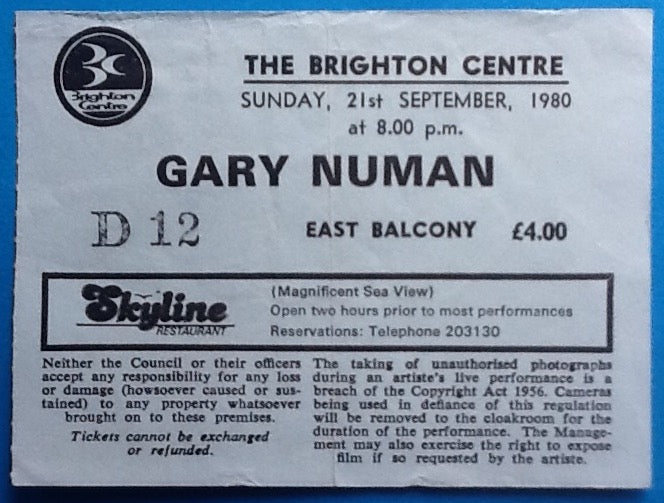 Brighton
Centre
THE BRIGHTON CENTRE
SUNDAY, 21st SEPTEMBER, 1980
at 8.00 p.m.
GARY NUMAN
D 12
EAST BALCONY £4.00
Skyline
RESTAURANT
(Magnificent Sea View)
Open two hours prior to most performances
Reservations: Telephone 203130
Neither the Council or their officers
accept any responsibility for any loss
or damage (howsoever caused or sus-
tained) to any property whatsoever
brought on to these premises.
Tickets cannot be exchanged
or refunded.
The taking of unauthorised photographs
during an artiste's live performance is a
breach of the Copyright Act 1956. Cameras
being used in defiance of this regulation
will be removed to the cloakroom for the
duration of the performance. The Manage-
ment may also exercise the right to expose
film if so requested by the artiste.